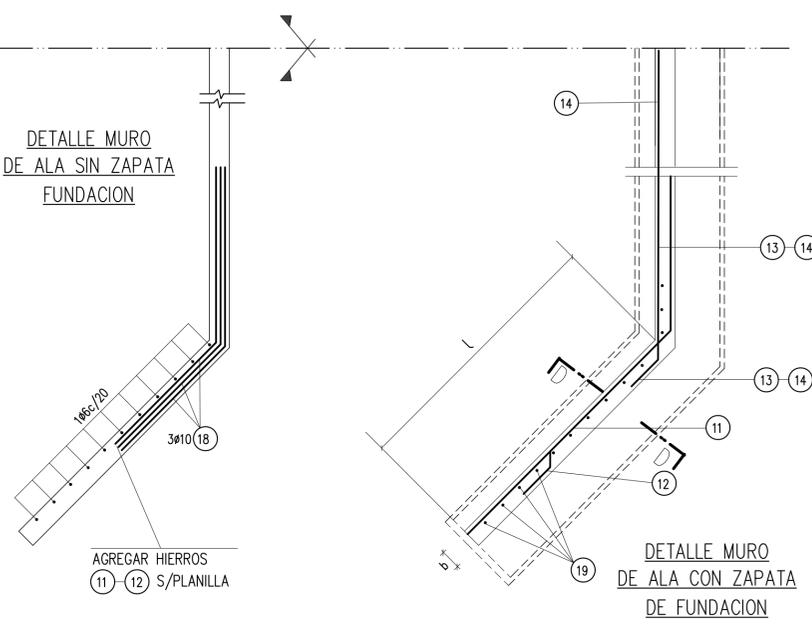 DETALLE MURO
DE ALA SIN ZAPATA
FUNDACION
1ø6c/20
3ø10 18
AGREGAR HIERROS
11 12 S/PLANILLA
14
13 14
l
D
13 14
11
D
12
19
b
DETALLE MURO
DE ALA CON ZAPATA
DE FUNDACION